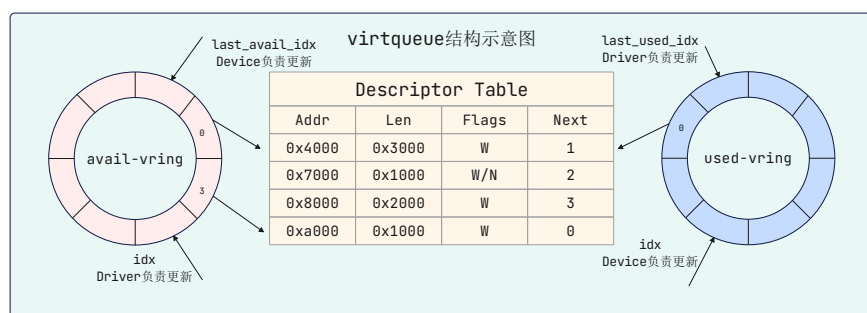 virtqueue结构示意图
last_avail_idx
Device负责更新
last_used_idx
Driver负责更新
Descriptor Table
Addr Len Flags Next
0x4000 0x3000 W 1
0x7000 0x1000 W/N 2
0x8000 0x2000 W 3
0xa000 0x1000 W 0
0
avail-vring
3
0
used-vring
idx
Driver负责更新
idx
Device负责更新